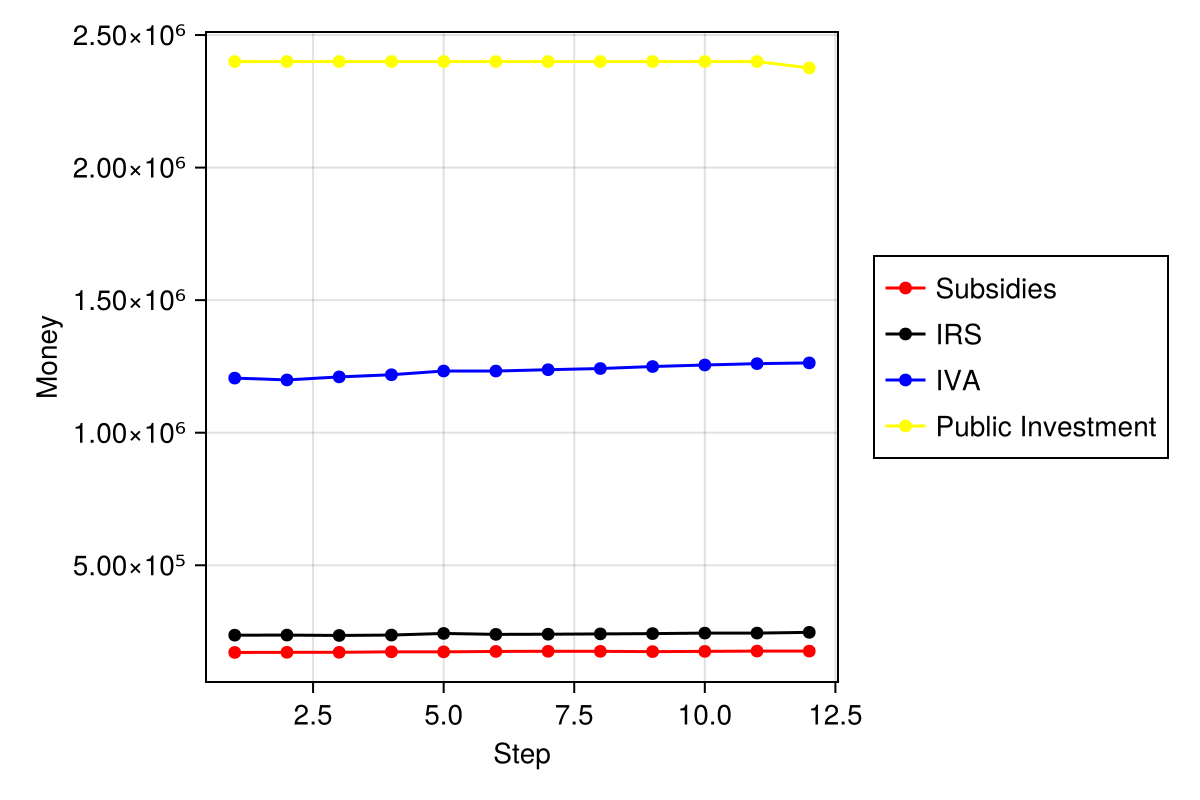 2.50×10⁶
2.00×10⁶
1.50×10⁶
1.00×10⁶
5.00×10⁵
Money
2.5 5.0 7.5 10.0 12.5
Step
Subsidies
IRS
IVA
Public Investment